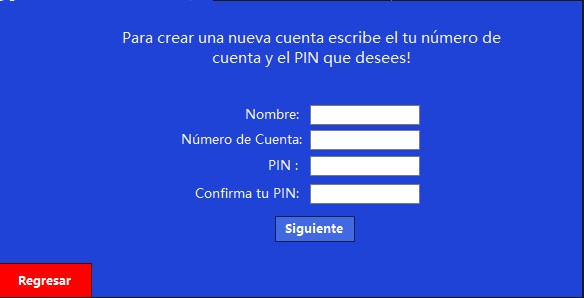 Para crear una nueva cuenta escribe el tu número de
cuenta y el PIN que desees!
Nombre:
Número de Cuenta:
PIN :
Confirma tu PIN:
Siguiente
Regresar